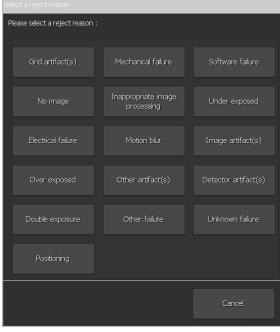 Select a reject reason
Please select a reject reason :
Grid artifact(s)
Mechanical failure
Software failure
No image
Inappropriate image
processing
Under exposed
Electrical failure
Motion blur
Image artifact(s)
Over exposed
Other artifact(s)
Detector artifact(s)
Double exposure
Other failure
Unknown failure
Positioning
Cancel